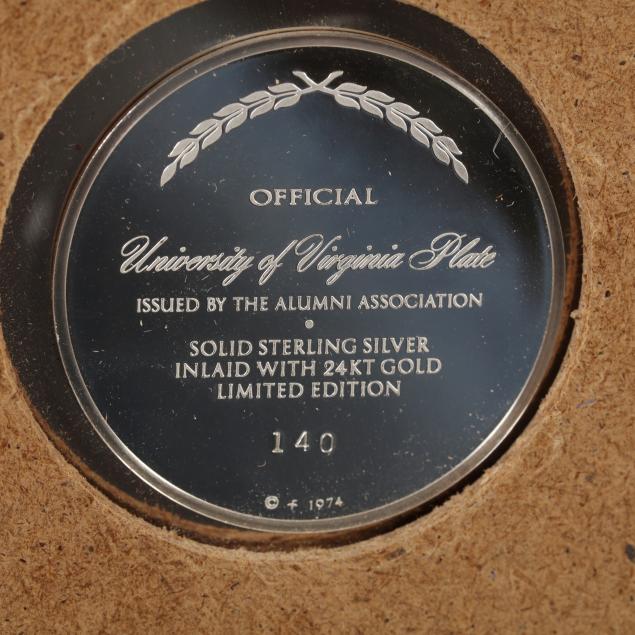 OFFICIAL
University of Virginia Plate
ISSUED BY THE ALUMNI ASSOCIATION
SOLID STERLING SILVER
INLAID WITH 24KT GOLD
LIMITED EDITION
140
© f 1974